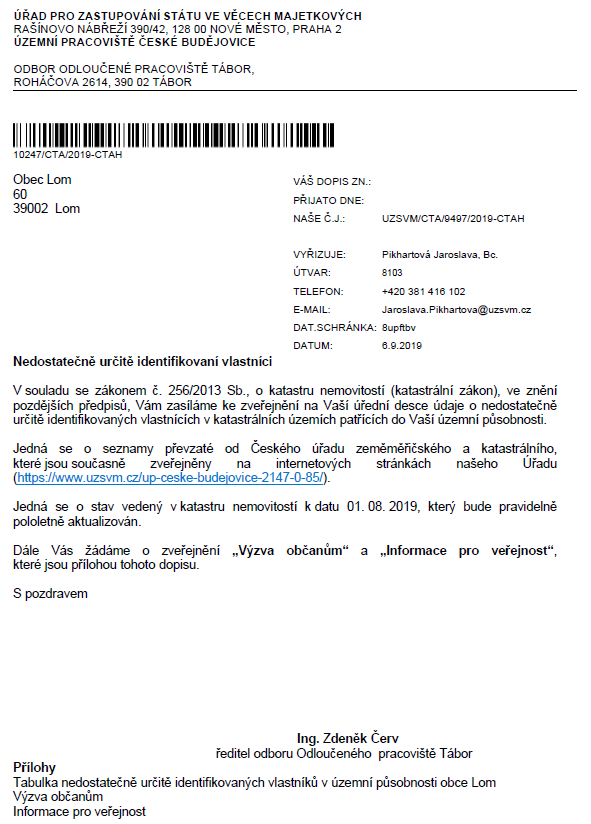 ÚŘAD PRO ZASTUPOVÁNÍ STÁTU VE VĚCECH MAJETKOVÝCH
RAŠÍNOVO NÁBŘEŽÍ 390/42, 128 00 NOVÉ MĚSTO, PRAHA 2
ÚZEMNÍ PRACOVIŠTĚ ČESKÉ BUDĚJOVICE
ODBOR ODLOUČENÉ PRACOVIŠTĚ TÁBOR,
ROHÁČOVA 2614, 390 02 TÁBOR
10247/CTA/2019-CTAH
Obec Lom
60
39002 Lom
VÁŠ DOPIS ZN.:
PŘIJATO DNE:
NAŠE Č.J.: UZSVM/CTA/9497/2019-CTAH
VYŘIZUJE: Pikhartová Jaroslava, Bc.
ÚTVAR: 8103
TELEFON: +420 381 416 102
E-MAIL: Jaroslava.Pikhartova@uzsvm.cz
DAT.SCHRÁNKA: 8upftbv
DATUM: 6.9.2019
Nedostatečně určitě identifikovaní vlastníci
V souladu se zákonem č. 256/2013 Sb., o katastru nemovitostí (katastrální zákon), ve znění
pozdějších předpisů, Vám zasíláme ke zveřejnění na Vaší úřední desce údaje o nedostatečně
určitě identifikovaných vlastnících v katastrálních územích patřících do Vaší územní působnosti.
Jedná se o seznamy převzaté od Českého úřadu zeměměřičského a katastrálního,
které jsou současně zveřejněny na internetových stránkách našeho Úřadu
(https://www.uzsvm.cz/up-ceske-budejovice-2147-0-85/).
Jedná se o stav vedený v katastru nemovitostí k datu 01. 08. 2019, který bude pravidelně
pololetně aktualizován.
Dále Vás žádáme o zveřejnění „Výzva občanům“ a „Informace pro veřejnost“,
které jsou přílohou tohoto dopisu.
S pozdravem
Ing. Zdeněk Červ
ředitel odboru Odloučeného pracoviště Tábor
Přílohy
Tabulka nedostatečně určitě identifikovaných vlastníků v územní působnosti obce Lom
Výzva občanům
Informace pro veřejnost